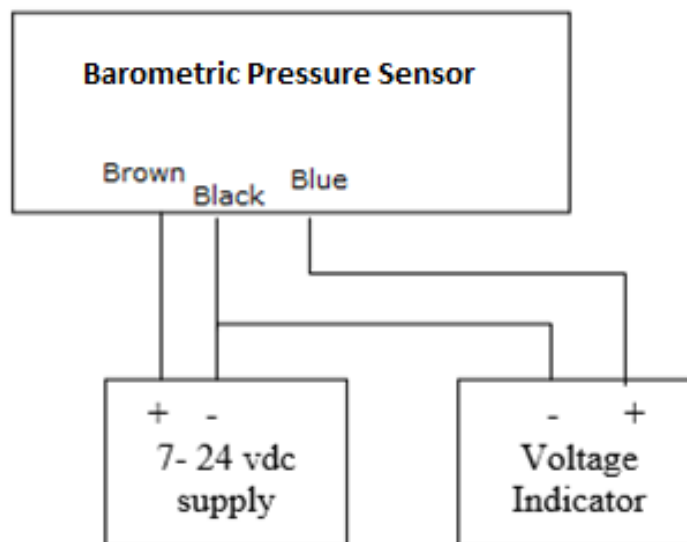 Barometric Pressure Sensor
Brown
Black
Blue
+ -
7- 24 vdc
supply
- +
Voltage
Indicator